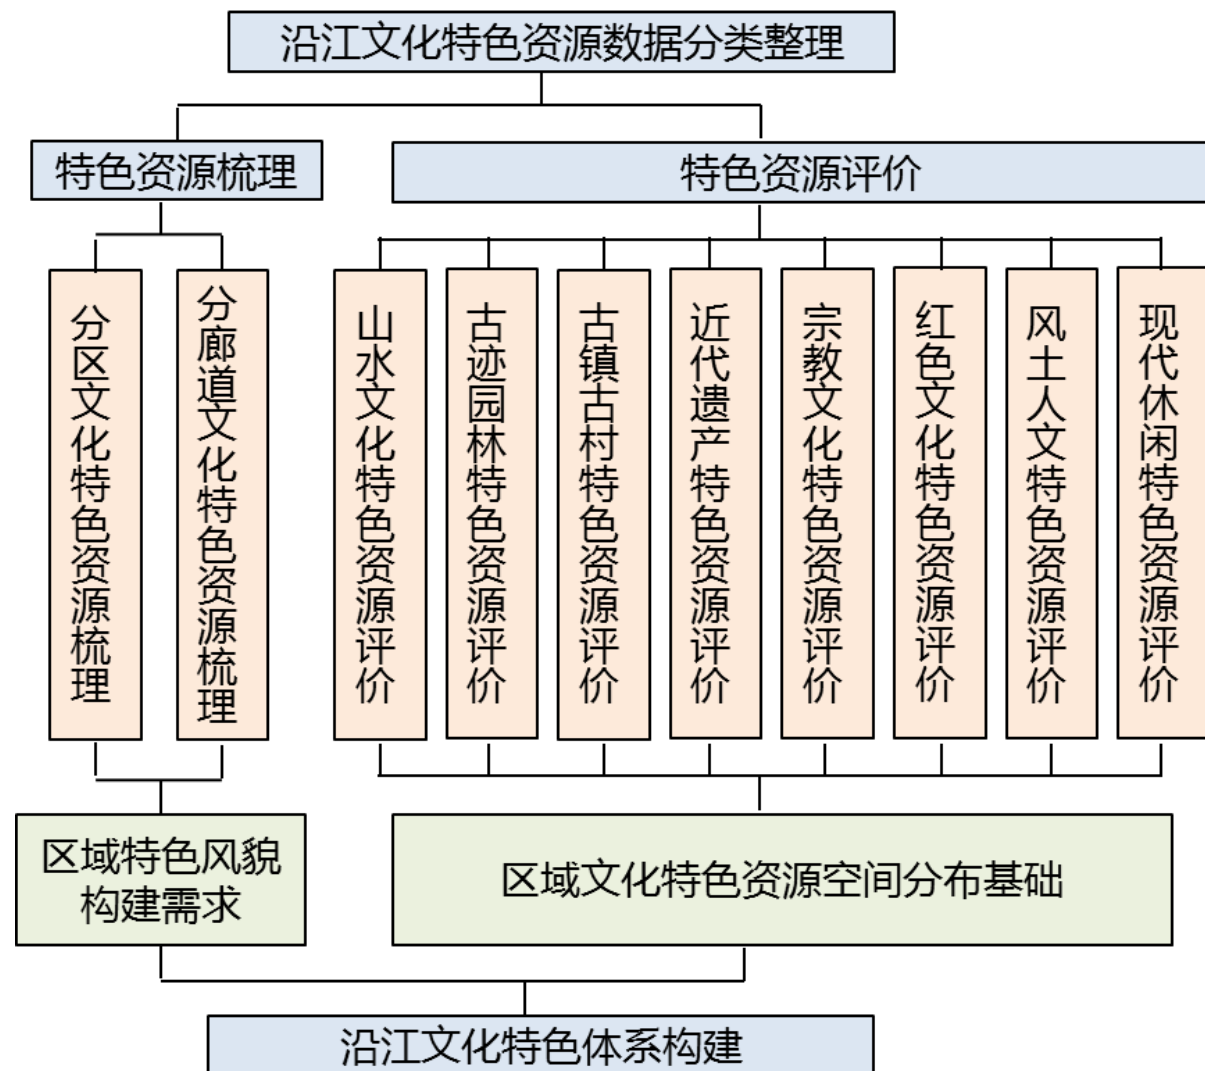 沿江文化特色资源数据分类整理
特色资源梳理
特色资源评价
分区文化特色资源梳理
分廊道文化特色资源梳理
山水文化特色资源评价
古迹园林特色资源评价
古镇古村特色资源评价
近代遗产特色资源评价
宗教文化特色资源评价
红色文化特色资源评价
风土人文特色资源评价
现代休闲特色资源评价
区域特色风貌
构建需求
区域文化特色资源空间分布基础
沿江文化特色体系构建